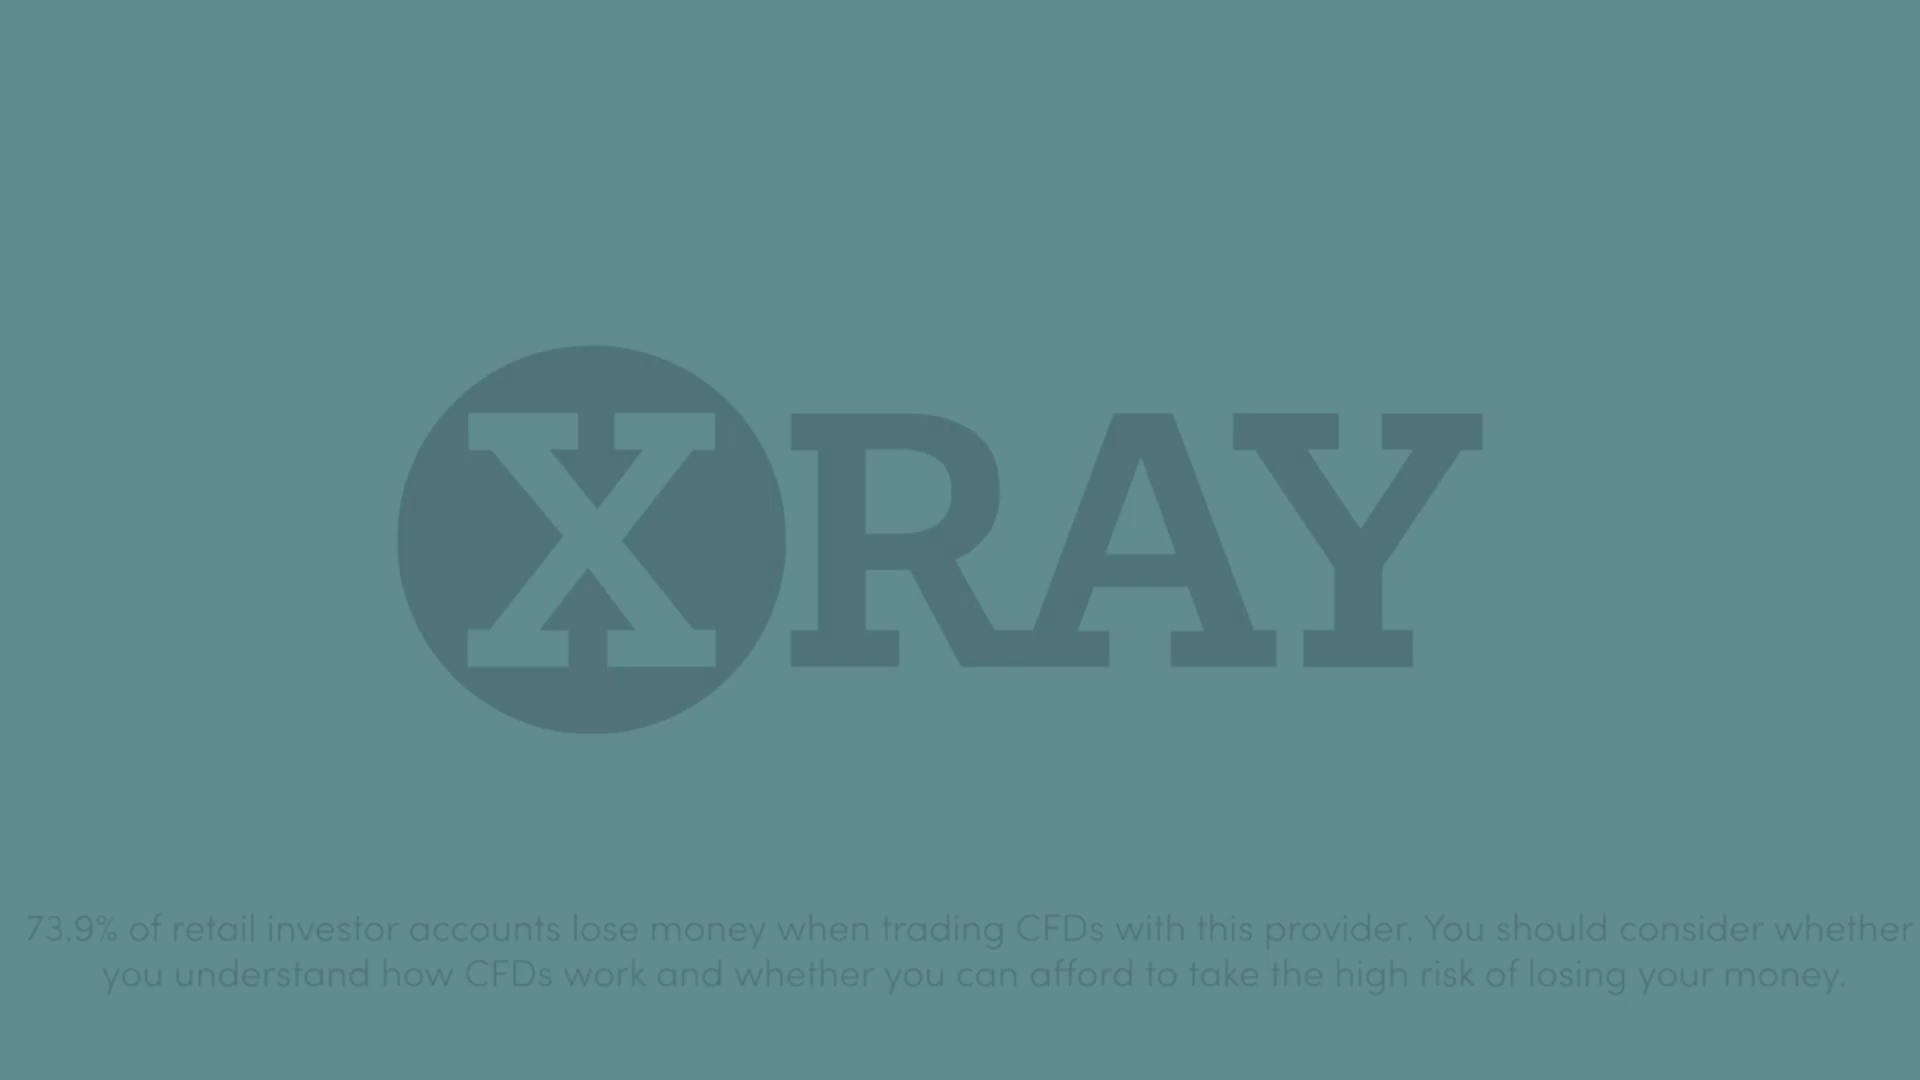 XRAY
73.9% of retail investor accounts lose money when trading CFDs with this provider. You should consider whether
you understand how CFDs work and whether you can afford to take the high risk of losing your money.